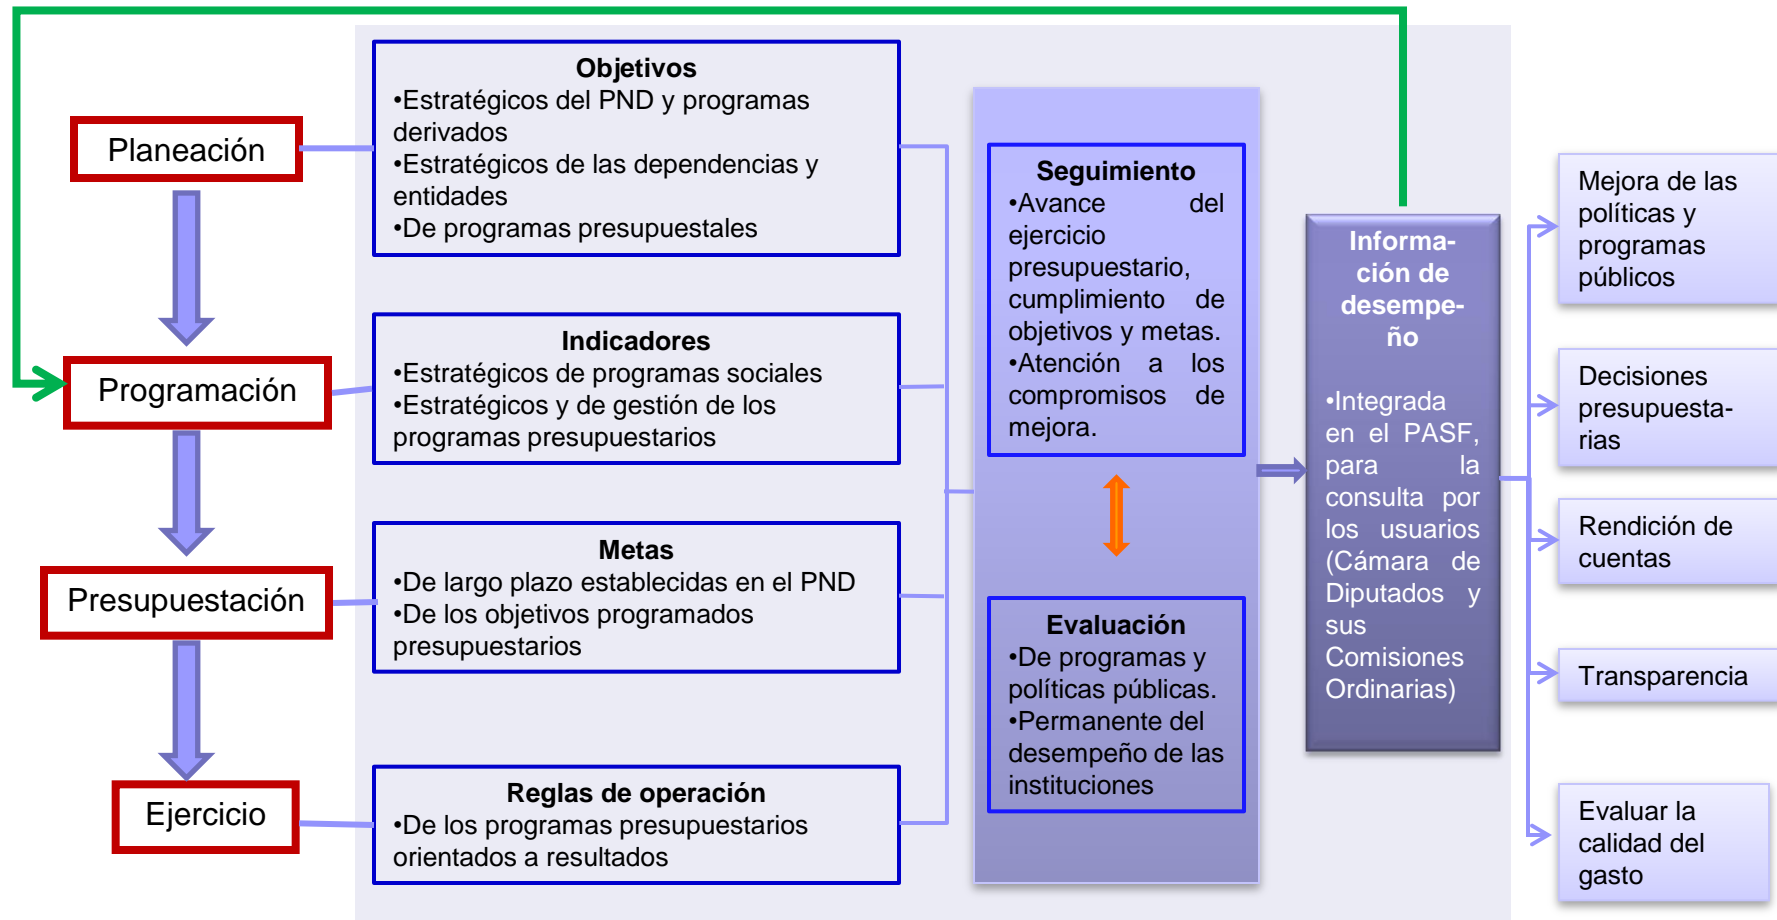 Planeación
Programación
Presupuestación
Ejercicio
Objetivos
•Estratégicos del PND y programas
derivados
•Estratégicos de las dependencias y
entidades
•De programas presupuestales
Indicadores
•Estratégicos de programas sociales
•Estratégicos y de gestión de los
programas presupuestarios
Metas
•De largo plazo establecidas en el PND
•De los objetivos programados
presupuestarios
Reglas de operación
•De los programas presupuestarios
orientados a resultados
Seguimiento
•Avance del
ejercicio
presupuestario,
cumplimiento de
objetivos y metas.
•Atención a los
compromisos de
mejora.
Evaluación
•De programas y
políticas públicas.
•Permanente del
desempeño de las
instituciones
Informa-
ción de
desempe-
ño
•Integrada
en el PASF,
para la
consulta por
los usuarios
(Cámara de
Diputados y
sus
Comisiones
Ordinarias)
Mejora de las
políticas y
programas
públicos
Decisiones
presupuesta-
rias
Rendición de
cuentas
Transparencia
Evaluar la
calidad del
gasto